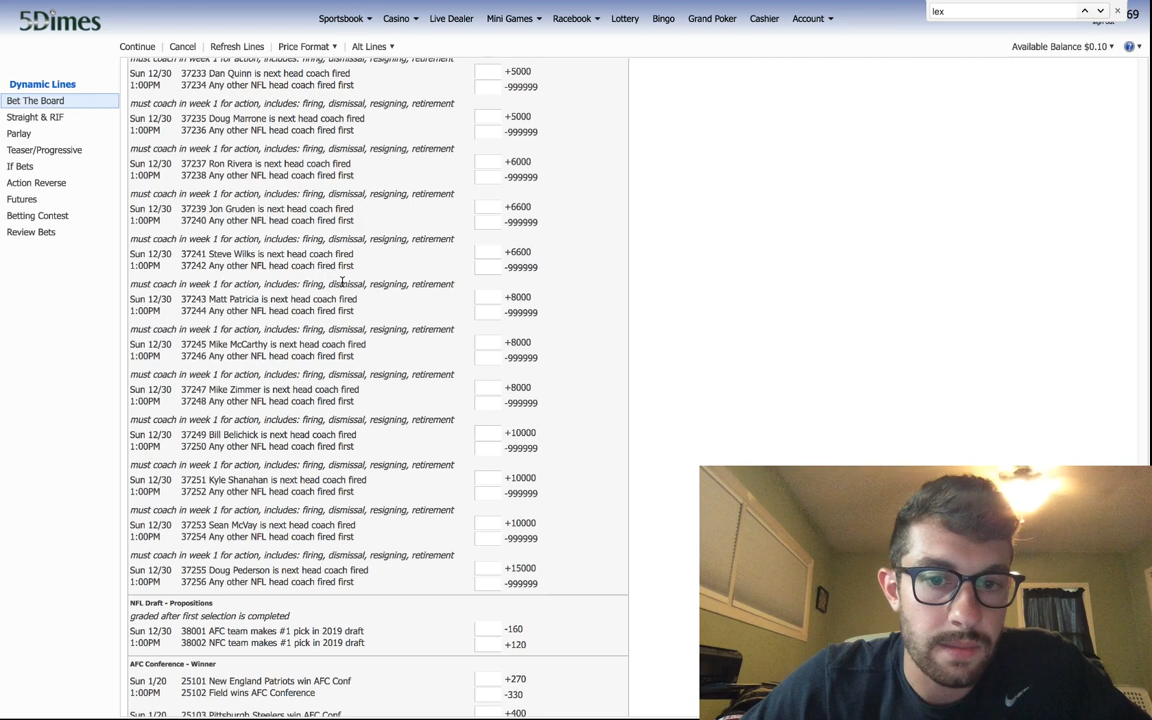 5Dimes
Sportsbook Casino Live Dealer Mini Games Racebook Lottery Bingo Grand Poker Cashier Account
lex
69
Continue Cancel Refresh Lines Price Format Alt Lines
Available Balance $0.10
Dynamic Lines
Bet The Board
Straight & RIF
Parlay
Teaser/Progressive
If Bets
Action Reverse
Futures
Betting Contest
Review Bets
must coach in week 1 for action, includes: firing, dismissal, resigning, retirement
Sun 12/30 37233 Dan Quinn is next head coach fired +5000
1:00PM 37234 Any other NFL head coach fired first -999999
must coach in week 1 for action, includes: firing, dismissal, resigning, retirement
Sun 12/30 37235 Doug Marrone is next head coach fired +5000
1:00PM 37236 Any other NFL head coach fired first -999999
must coach in week 1 for action, includes: firing, dismissal, resigning, retirement
Sun 12/30 37237 Ron Rivera is next head coach fired +6000
1:00PM 37238 Any other NFL head coach fired first -999999
must coach in week 1 for action, includes: firing, dismissal, resigning, retirement
Sun 12/30 37239 Jon Gruden is next head coach fired +6600
1:00PM 37240 Any other NFL head coach fired first -999999
must coach in week 1 for action, includes: firing, dismissal, resigning, retirement
Sun 12/30 37241 Steve Wilks is next head coach fired +6600
1:00PM 37242 Any other NFL head coach fired first -999999
must coach in week 1 for action, includes: firing, dismissal, resigning, retirement
Sun 12/30 37243 Matt Patricia is next head coach fired +8000
1:00PM 37244 Any other NFL head coach fired first -999999
must coach in week 1 for action, includes: firing, dismissal, resigning, retirement
Sun 12/30 37245 Mike McCarthy is next head coach fired +8000
1:00PM 37246 Any other NFL head coach fired first -999999
must coach in week 1 for action, includes: firing, dismissal, resigning, retirement
Sun 12/30 37247 Mike Zimmer is next head coach fired +8000
1:00PM 37248 Any other NFL head coach fired first -999999
must coach in week 1 for action, includes: firing, dismissal, resigning, retirement
Sun 12/30 37249 Bill Belichick is next head coach fired +10000
1:00PM 37250 Any other NFL head coach fired first -999999
must coach in week 1 for action, includes: firing, dismissal, resigning, retirement
Sun 12/30 37251 Kyle Shanahan is next head coach fired +10000
1:00PM 37252 Any other NFL head coach fired first -999999
must coach in week 1 for action, includes: firing, dismissal, resigning, retirement
Sun 12/30 37253 Sean McVay is next head coach fired +10000
1:00PM 37254 Any other NFL head coach fired first -999999
must coach in week 1 for action, includes: firing, dismissal, resigning, retirement
Sun 12/30 37255 Doug Pederson is next head coach fired +15000
1:00PM 37256 Any other NFL head coach fired first -999999
NFL Draft - Propositions
graded after first selection is completed
Sun 12/30 38001 AFC team makes #1 pick in 2019 draft -160
1:00PM 38002 NFC team makes #1 pick in 2019 draft +120
AFC Conference - Winner
Sun 1/20 25101 New England Patriots win AFC Conf +270
1:00PM 25102 Field wins AFC Conference -330
Sun 1/20 25103 Pittsburgh Steelers win AFC Conf +400